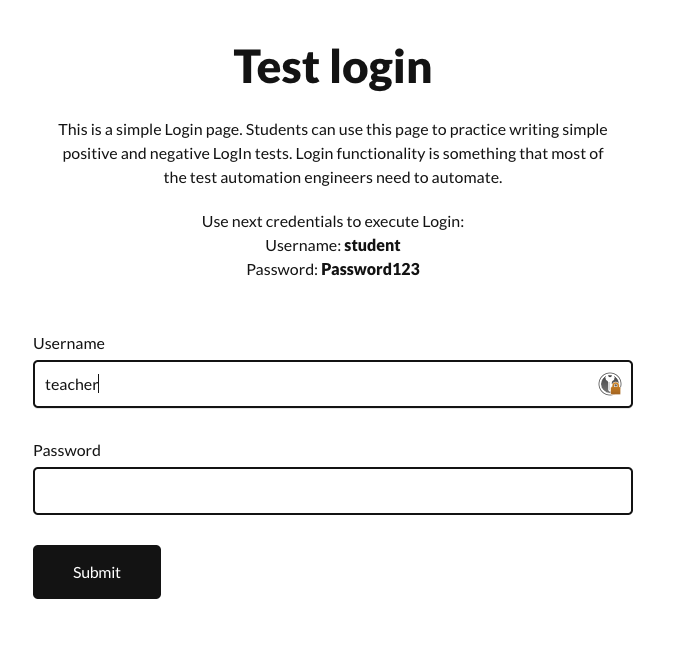 Test login
This is a simple Login page. Students can use this page to practice writing simple
positive and negative LogIn tests. Login functionality is something that most of
the test automation engineers need to automate.
Use next credentials to execute Login:
Username: student
Password: Password123
Username
teacher
Password
Submit